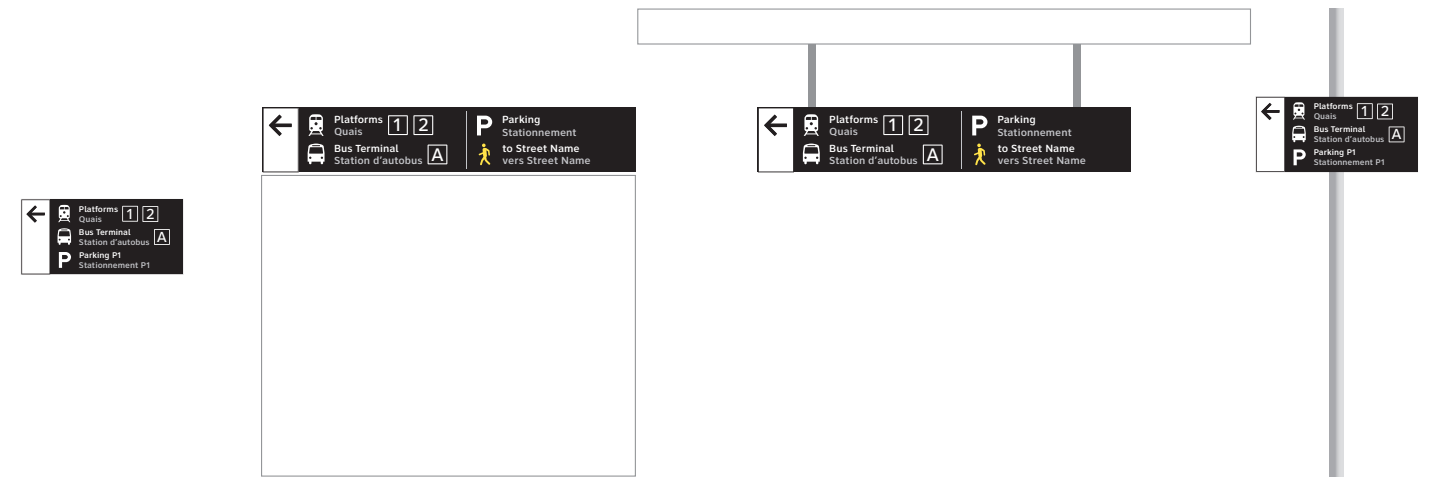 Platforms 1 2
Quais
Bus Terminal A
Station d'autobus
Parking P1
Stationnement P1
Platforms 1 2
Quais
Bus Terminal A
Station d'autobus
P Parking
Stationnement
to Street Name
vers Street Name
Platforms 1 2
Quais
Bus Terminal A
Station d'autobus
P Parking
Stationnement
to Street Name
vers Street Name
Platforms 1 2
Quais
Bus Terminal A
Station d'autobus
P Parking P1
Stationnement P1